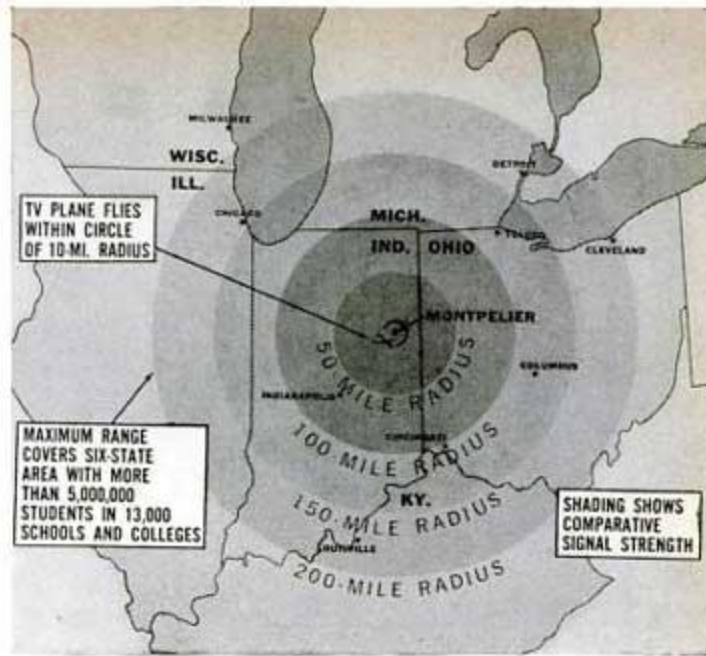 MILWAUKEE
WISC.
ILL.
DETROIT
TV PLANE FLIES
WITHIN CIRCLE
OF 10-MI. RADIUS
CHICAGO
MICH.
TOLEDO
IND.
OHIO
CLEVELAND
MONTPELIER
50-MILE RADIUS
COLUMBUS
INDIANAPOLIS
MAXIMUM RANGE
COVERS SIX-STATE
AREA WITH MORE
THAN 5,000,000
STUDENTS IN 13,000
SCHOOLS AND COLLEGES
CINCINNATI
100-MILE RADIUS
KY.
150-MILE RADIUS
SHADING SHOWS
COMPARATIVE
SIGNAL STRENGTH
200-MILE RADIUS